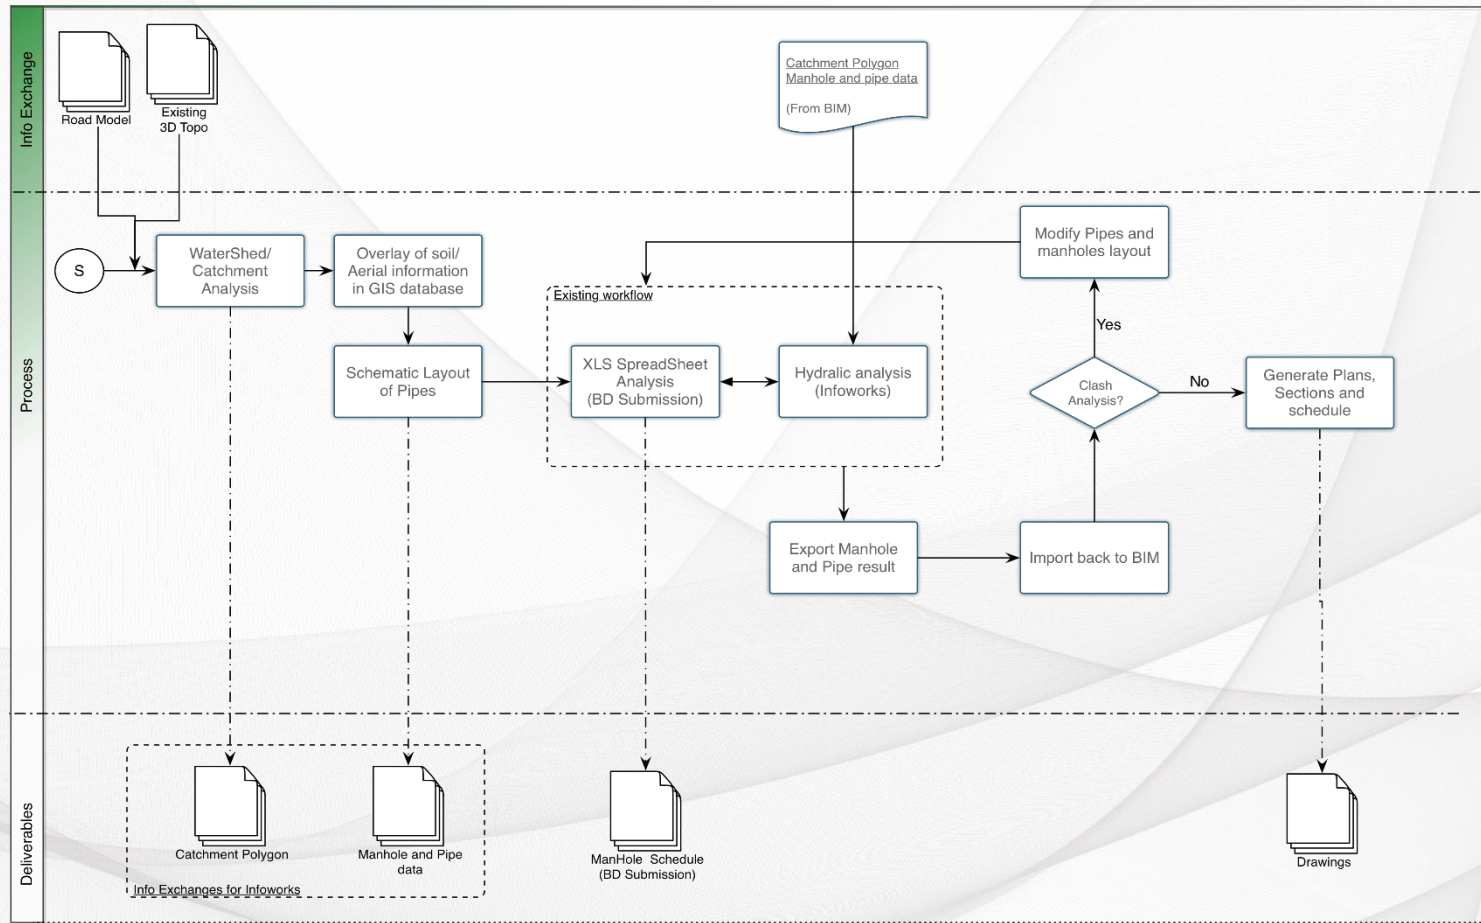 Info Exchange
Road Model
Existing
3D Topo
Catchment Polygon
Manhole and pipe data
(From BIM)
Process
S
WaterShed/
Catchment
Analysis
Overlay of soil/
Aerial information
in GIS database
Schematic Layout
of Pipes
Existing workflow
XLS SpreadSheet
Analysis
(BD Submission)
Hydralic analysis
(Infoworks)
Modify Pipes and
manholes layout
Yes
Clash
Analysis?
No
Generate Plans,
Sections and
schedule
Export Manhole
and Pipe result
Import back to BIM
Deliverables
Catchment Polygon
Manhole and Pipe
data
Info Exchanges for Infoworks
ManHole Schedule
(BD Submission)
Drawings